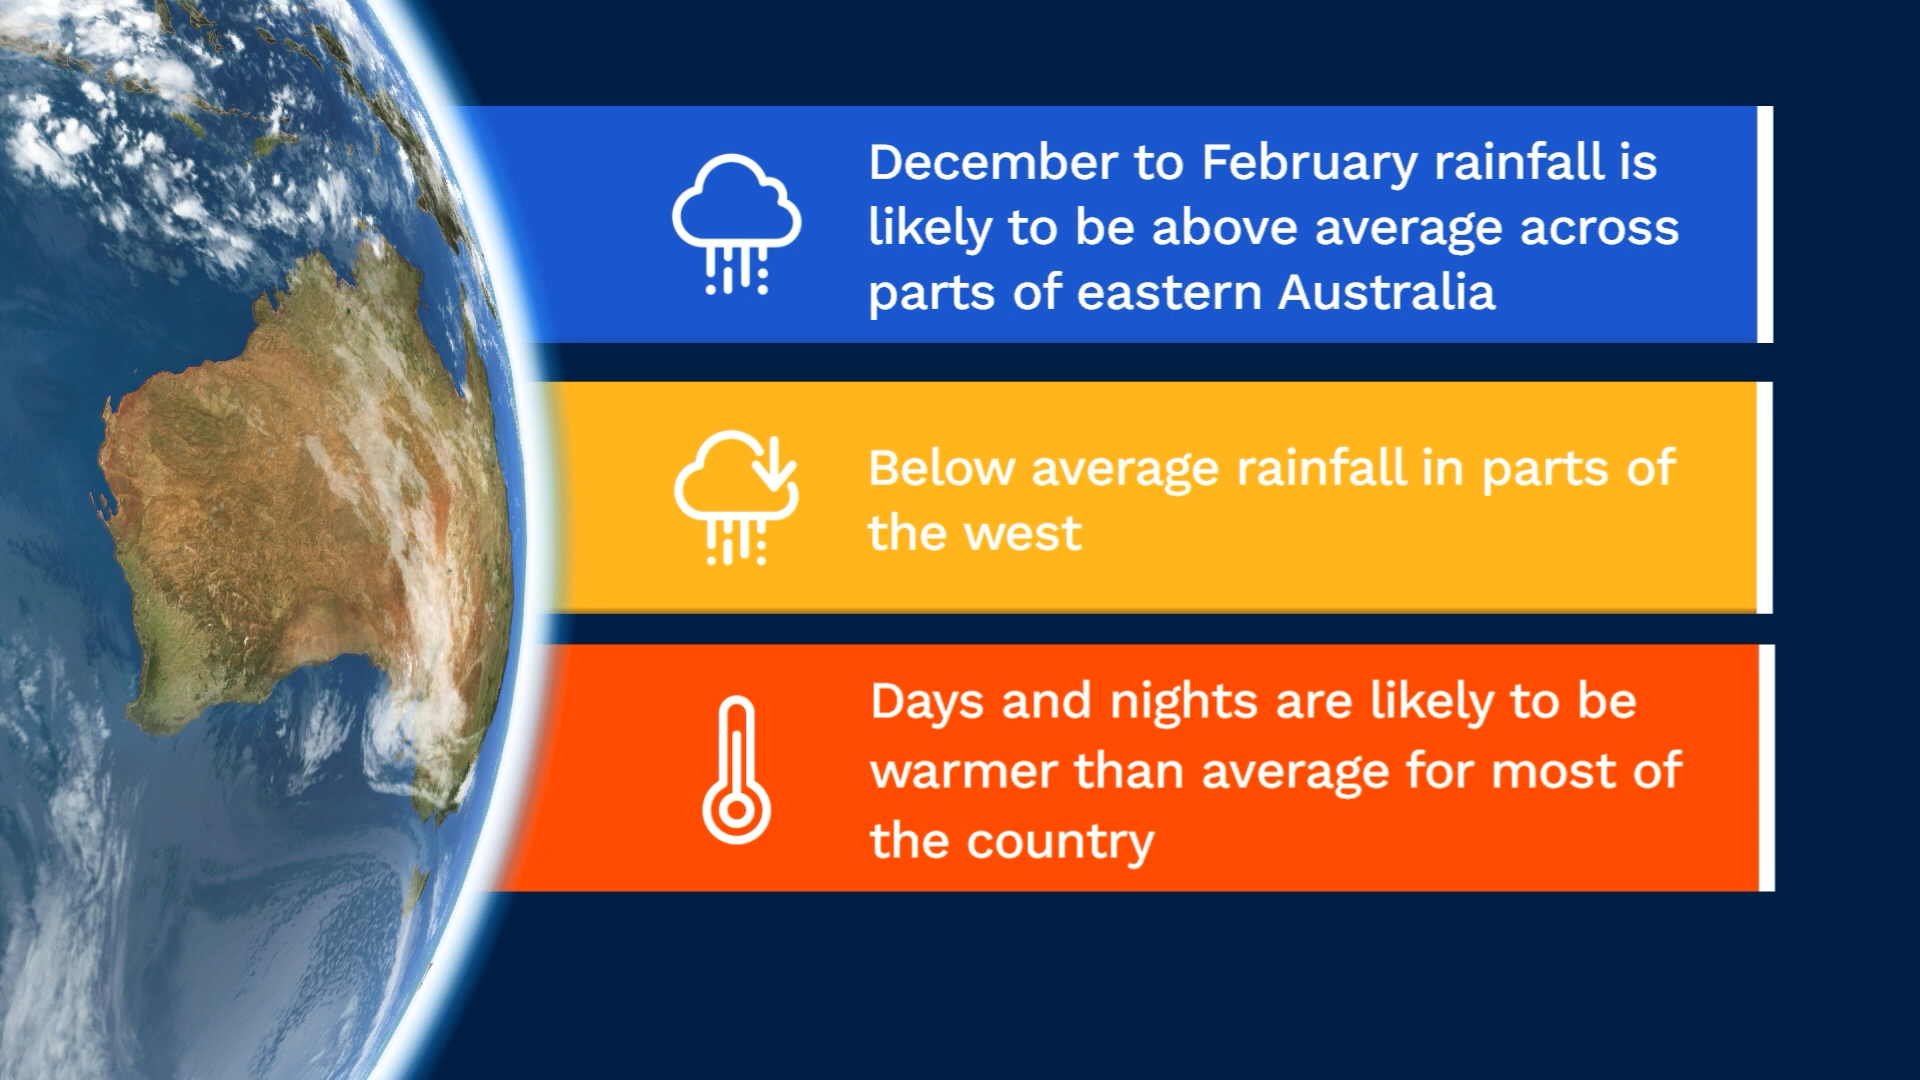 December to February rainfall is
likely to be above average across
parts of eastern Australia
Below average rainfall in parts of
the west
Days and nights are likely to be
warmer than average for most of
the country